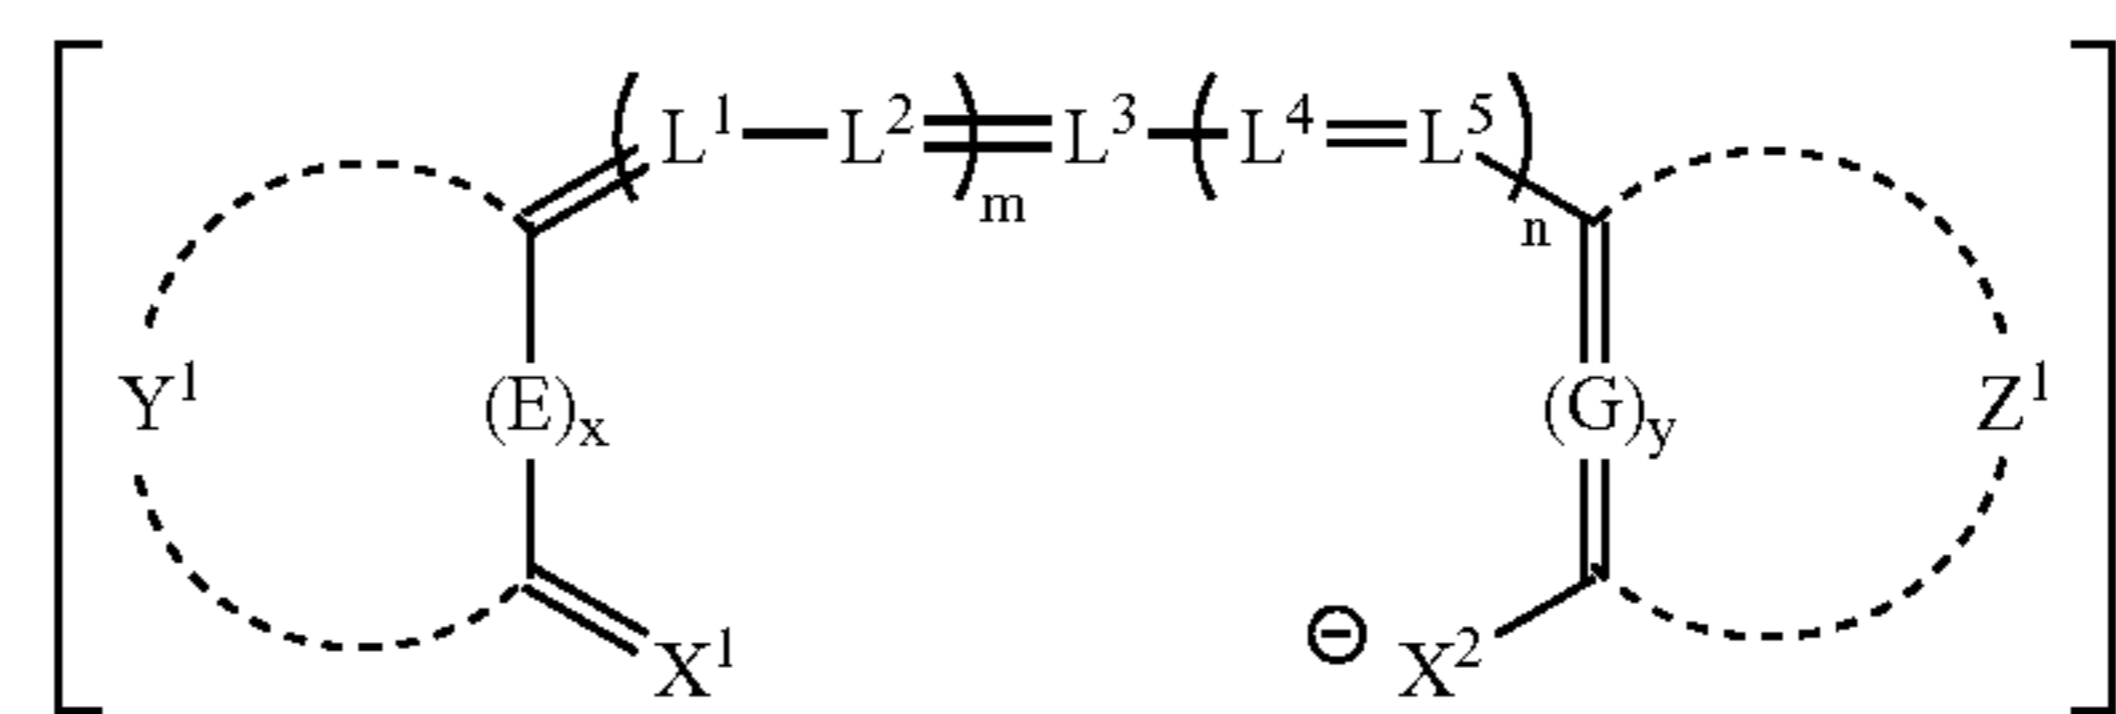 L¹ L² L³ L⁴ L⁵
m n
Y¹ (E)ₓ (G)y Z¹
X¹ ⊖ X²